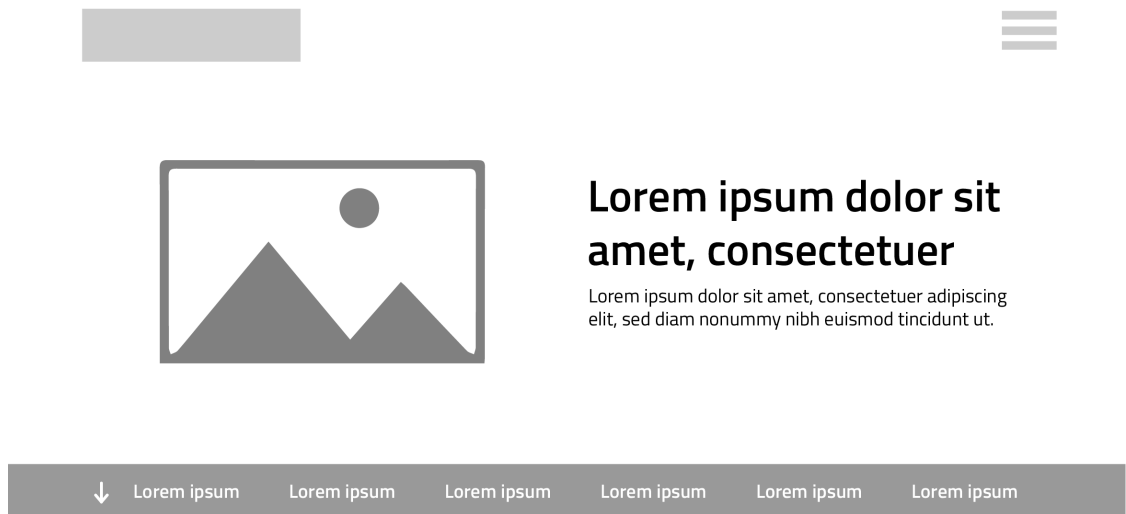 Lorem ipsum dolor sit
amet, consectetuer
Lorem ipsum dolor sit amet, consectetuer adipiscing
elit, sed diam nonummy nibh euismod tincidunt ut.
Lorem ipsum Lorem ipsum Lorem ipsum Lorem ipsum Lorem ipsum Lorem ipsum